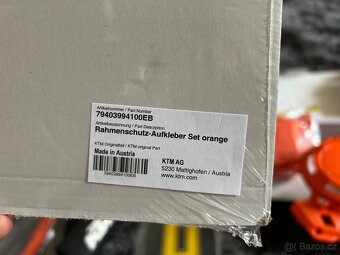 Artikelnummer / Part Number
79403994100EB
Artikelbezeichnung / Part Description
Rahmenschutz-Aufkleber Set orange
KTM Originalteil / KTM original Part
Made in Austria
KTM AG
5230 Mattighofen / Austria
www.ktm.com
79403994100EB
Sbazar.cz